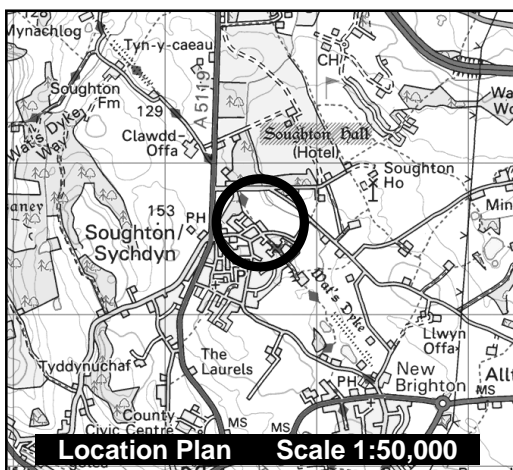 Mynachlog
Tyn-y-caeau
CH
Soughton
Fm
129
A 5119
Wat's Dyke
Way
Clawdd-
Offa
Soughton Hall
(Hotel)
Soughton
Ho
153
PH
Soughton/
Sychdyn
Wat's Dyke
Llwyn
Offa
Tyddynuchaf
The
Laurels
New
Brighton
PH
MS
County
Civic Centre
MS
MS
Location Plan Scale 1:50,000